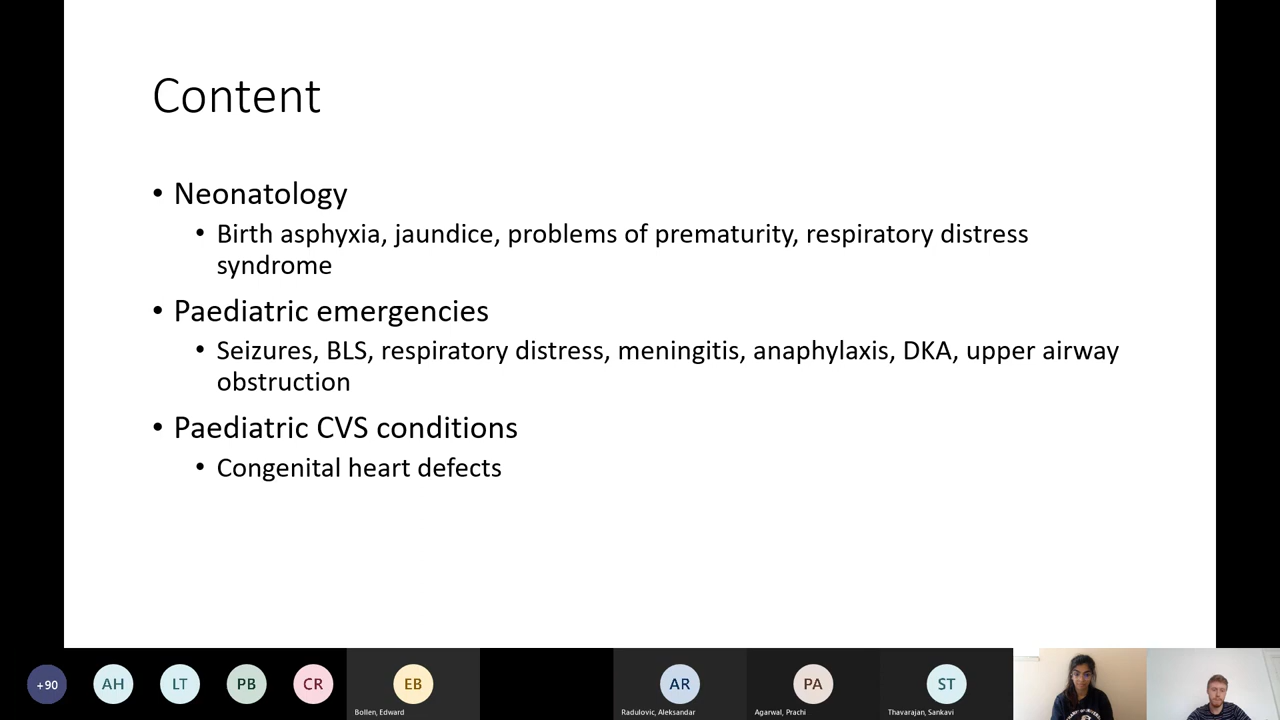 Content
• Neonatology
• Birth asphyxia, jaundice, problems of prematurity, respiratory distress
syndrome
• Paediatric emergencies
• Seizures, BLS, respiratory distress, meningitis, anaphylaxis, DKA, upper airway
obstruction
• Paediatric CVS conditions
• Congenital heart defects
+90
AH
LT
PB
CR
EB
AR
PA
ST
Bollen, Edward
Radulovic, Aleksandar
Agarwal, Prachi
Thavarajan, Sankavi